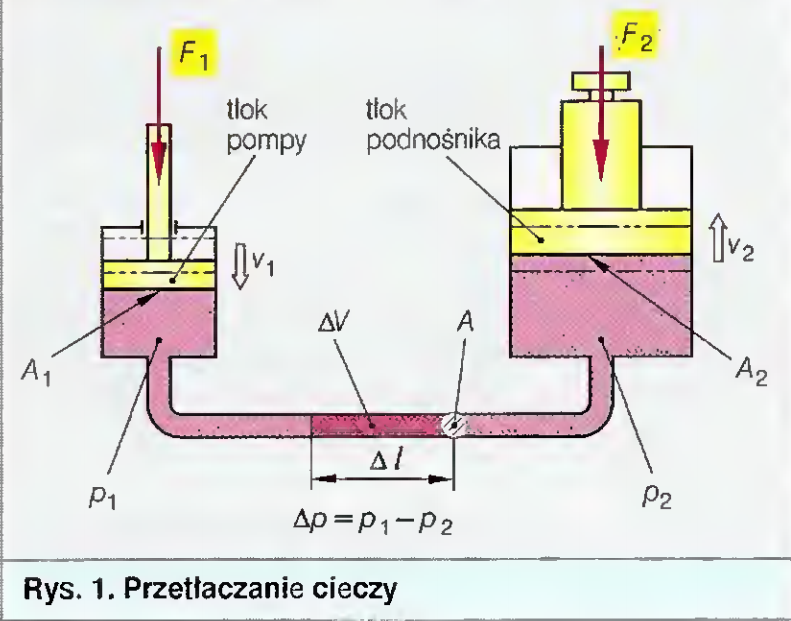 F₁
F₂
tłok
pompy
tłok
podnośnika
v₁
v₂
ΔV
A
A₁
A₂
Δl
p₁
p₂
Δp = p₁ – p₂
Rys. 1. Przetłaczanie cieczy